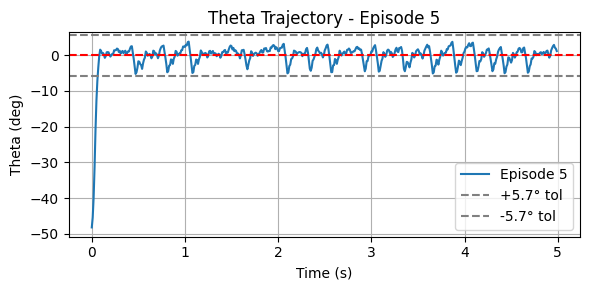 Theta Trajectory - Episode 5
Theta (deg)
0
−10
−20
−30
−40
−50
0
1
2
3
4
5
Time (s)
Episode 5
+5.7° tol
-5.7° tol